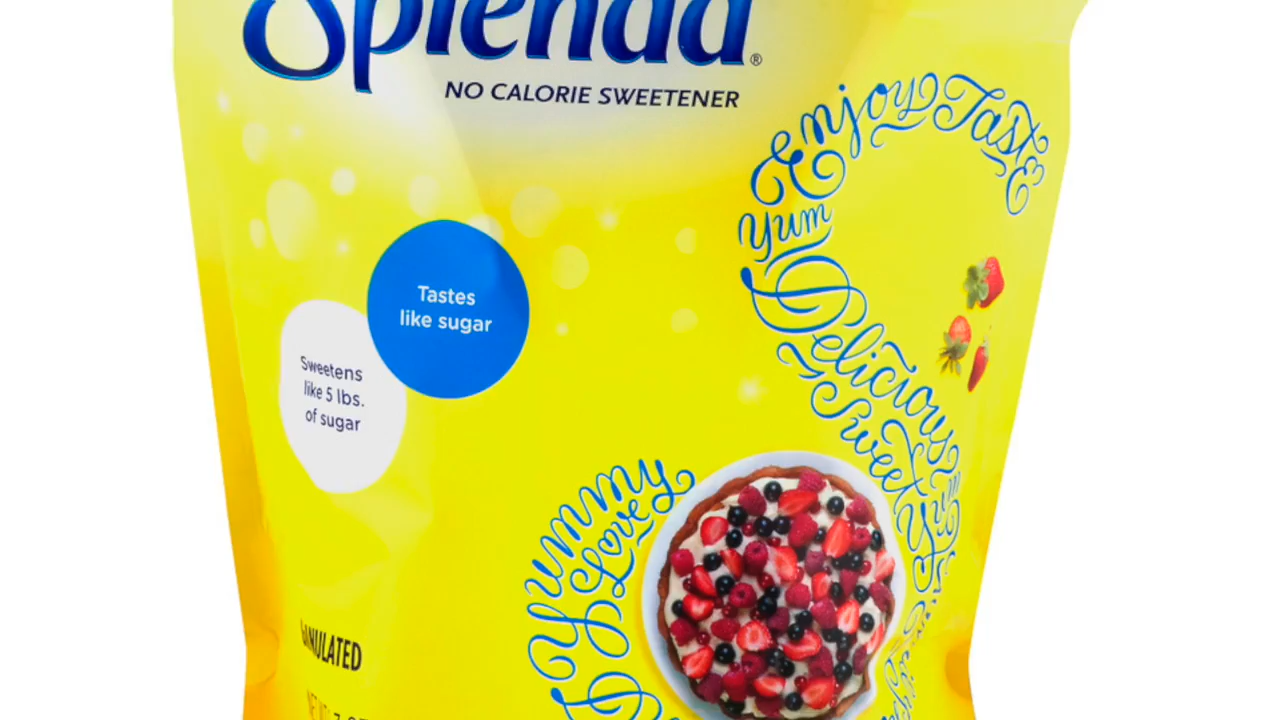 Splenda®
NO CALORIE SWEETENER
Enjoy Taste
Yum
Delicious
Sweet
Tastes
like sugar
Sweetens
like 5 lbs.
of sugar
Yummy
Love
GRANULATED